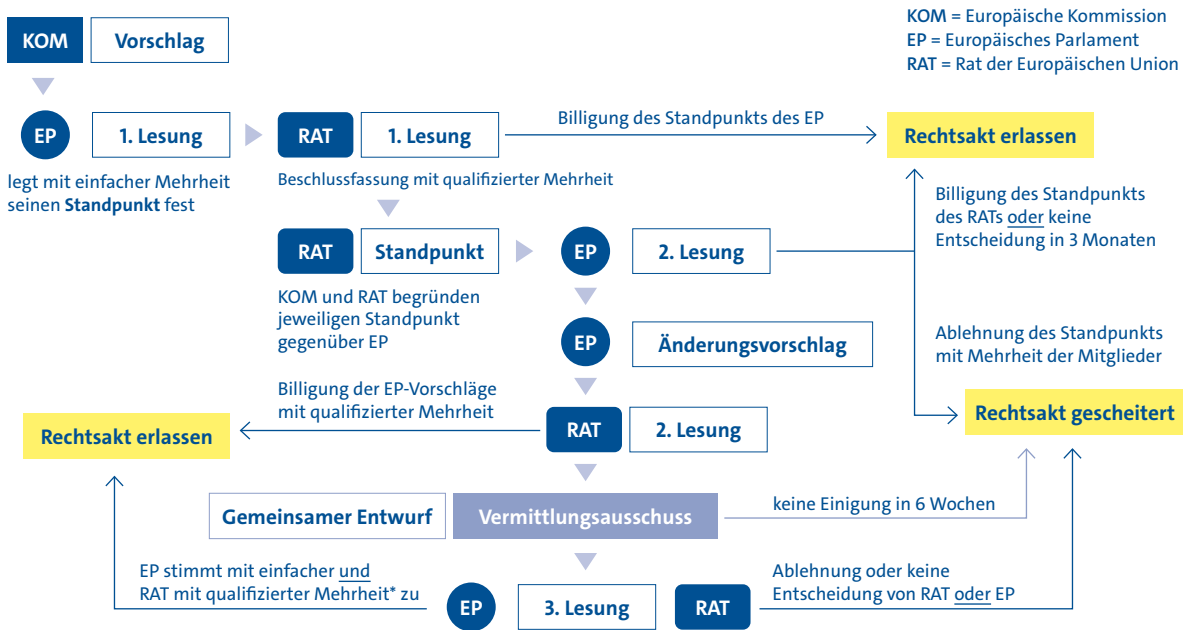 KOM = Europäische Kommission
EP = Europäisches Parlament
RAT = Rat der Europäischen Union
KOM
Vorschlag
EP
1. Lesung
legt mit einfacher Mehrheit
seinen Standpunkt fest
RAT
1. Lesung
Beschlussfassung mit qualifizierter Mehrheit
Billigung des Standpunkts des EP
Rechtsakt erlassen
RAT
Standpunkt
KOM und RAT begründen
jeweiligen Standpunkt
gegenüber EP
EP
2. Lesung
Billigung des Standpunkts
des RATs oder keine
Entscheidung in 3 Monaten
EP
Änderungsvorschlag
Ablehnung des Standpunkts
mit Mehrheit der Mitglieder
Rechtsakt gescheitert
Billigung der EP-Vorschläge
mit qualifizierter Mehrheit
Rechtsakt erlassen
RAT
2. Lesung
Gemeinsamer Entwurf
Vermittlungsausschuss
keine Einigung in 6 Wochen
EP stimmt mit einfacher und
RAT mit qualifizierter Mehrheit* zu
EP
3. Lesung
RAT
Ablehnung oder keine
Entscheidung von RAT oder EP